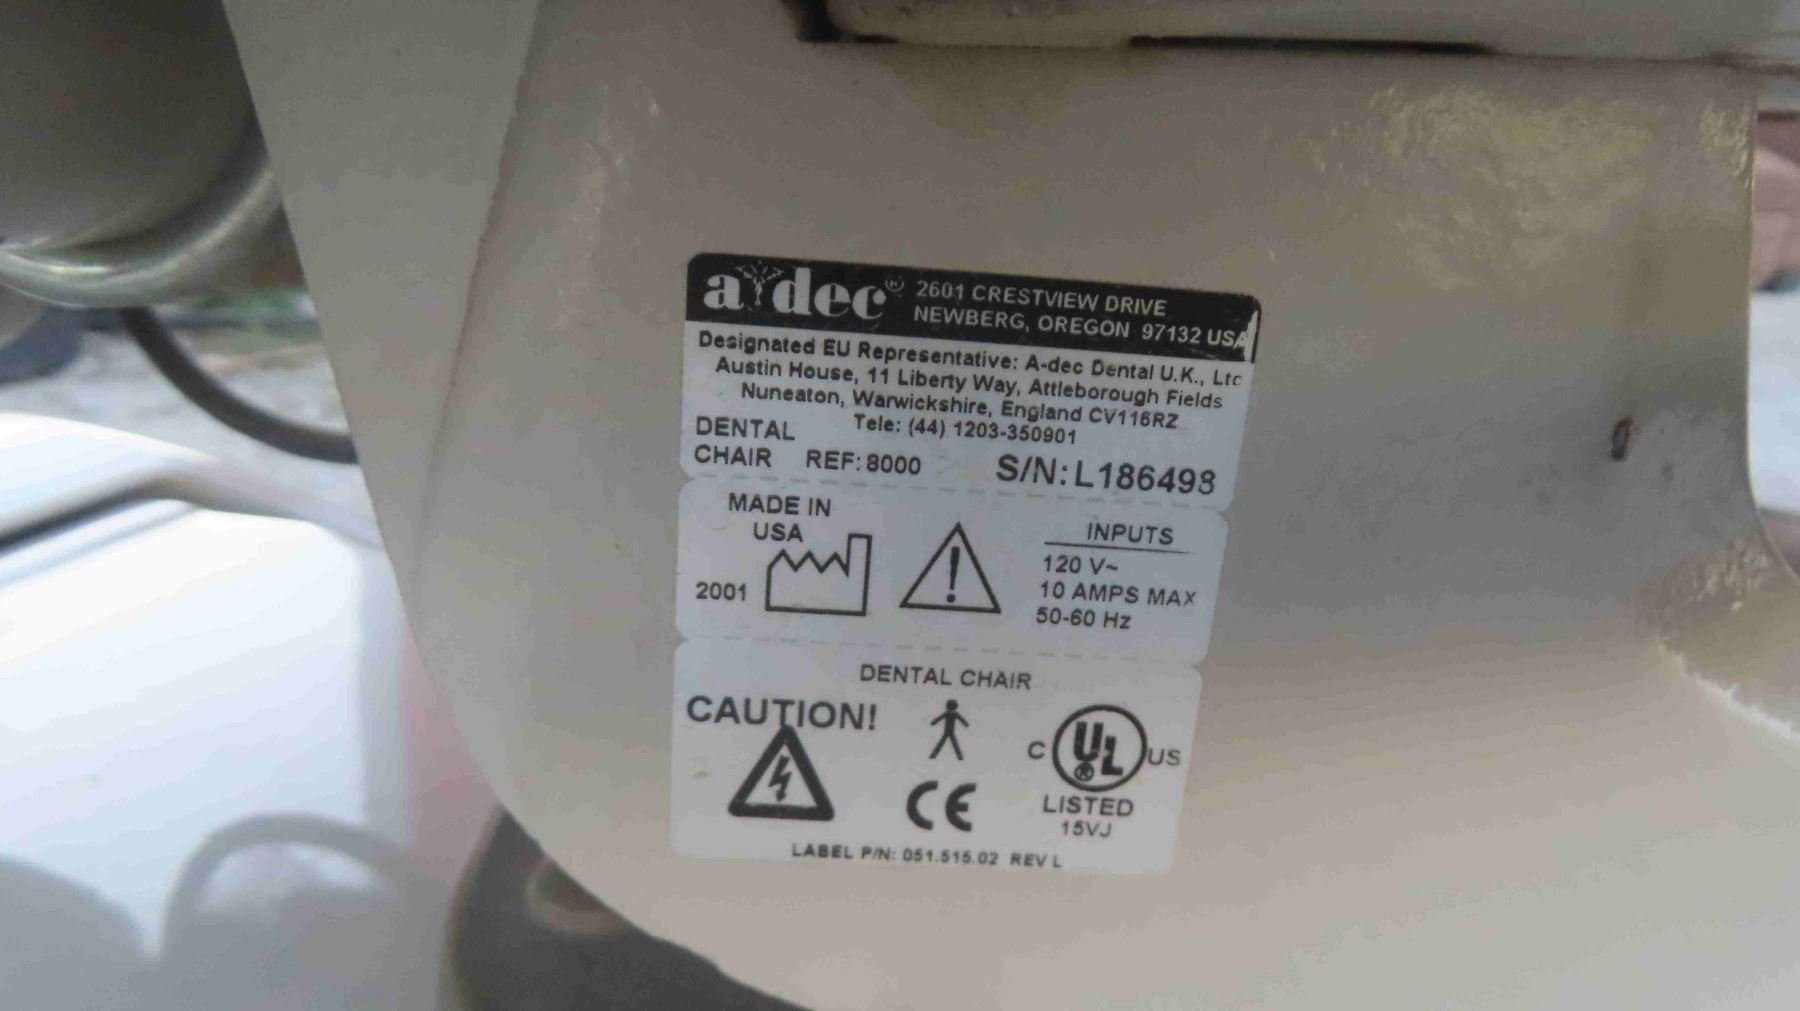 a dec® 2601 CRESTVIEW DRIVE
NEWBERG, OREGON 97132 USA
Designated EU Representative: A-dec Dental U.K., Ltc
Austin House, 11 Liberty Way, Attleborough Fields
Nuneaton, Warwickshire, England CV116RZ
Tele: (44) 1203-350901
DENTAL
CHAIR REF: 8000 S/N: L186498
MADE IN
USA
2001
INPUTS
120 V~
10 AMPS MAX
50-60 Hz
DENTAL CHAIR
CAUTION!
CE
C UL® US
LISTED
15VJ
LABEL P/N: 051.515.02 REV L